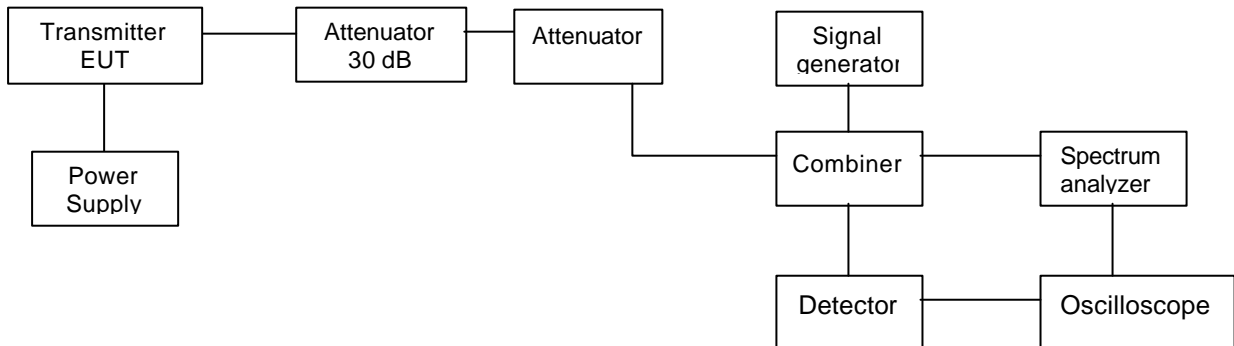 Transmitter
EUT
Attenuator
30 dB
Attenuator
Signal
generator
Power
Supply
Combiner
Spectrum
analyzer
Detector
Oscilloscope